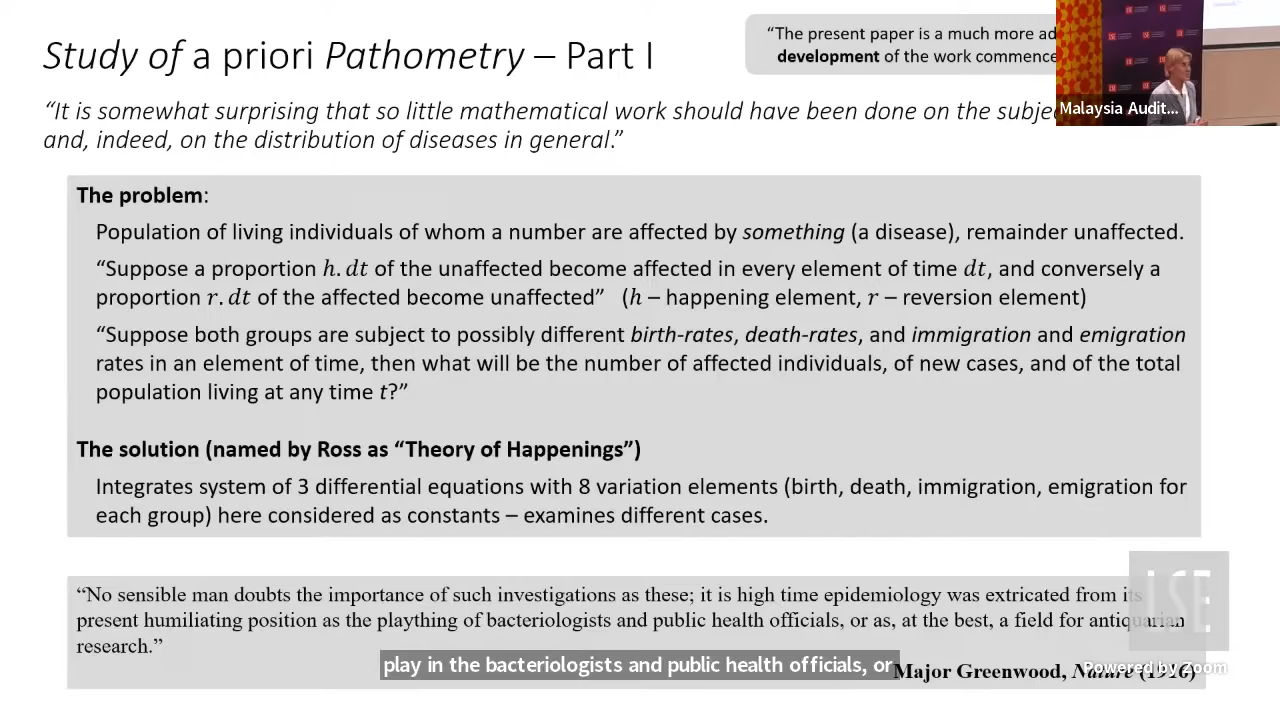 Study of a priori Pathometry – Part I
“The present paper is a much more ad
development of the work commence
“It is somewhat surprising that so little mathematical work should have been done on the subje
and, indeed, on the distribution of diseases in general.”
Malaysia Audit...
The problem:
Population of living individuals of whom a number are affected by something (a disease), remainder unaffected.
“Suppose a proportion h.dt of the unaffected become affected in every element of time dt, and conversely a
proportion r.dt of the affected become unaffected” (h – happening element, r – reversion element)
“Suppose both groups are subject to possibly different birth-rates, death-rates, and immigration and emigration
rates in an element of time, then what will be the number of affected individuals, of new cases, and of the total
population living at any time t?”
The solution (named by Ross as “Theory of Happenings”)
Integrates system of 3 differential equations with 8 variation elements (birth, death, immigration, emigration for
each group) here considered as constants – examines different cases.
“No sensible man doubts the importance of such investigations as these; it is high time epidemiology was extricated from its
present humiliating position as the plaything of bacteriologists and public health officials, or as, at the best, a field for antiquarian
research.”
LSE
play in the bacteriologists and public health officials, or
Major Greenwood, Nature (1916)
Powered by Zoom